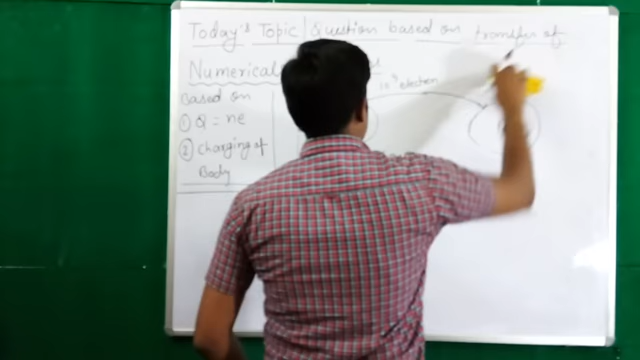 Today's Topic | Question based on transfer of
Numerical
10⁹ electron
Based on
① Q = ne
② Charging of
Body